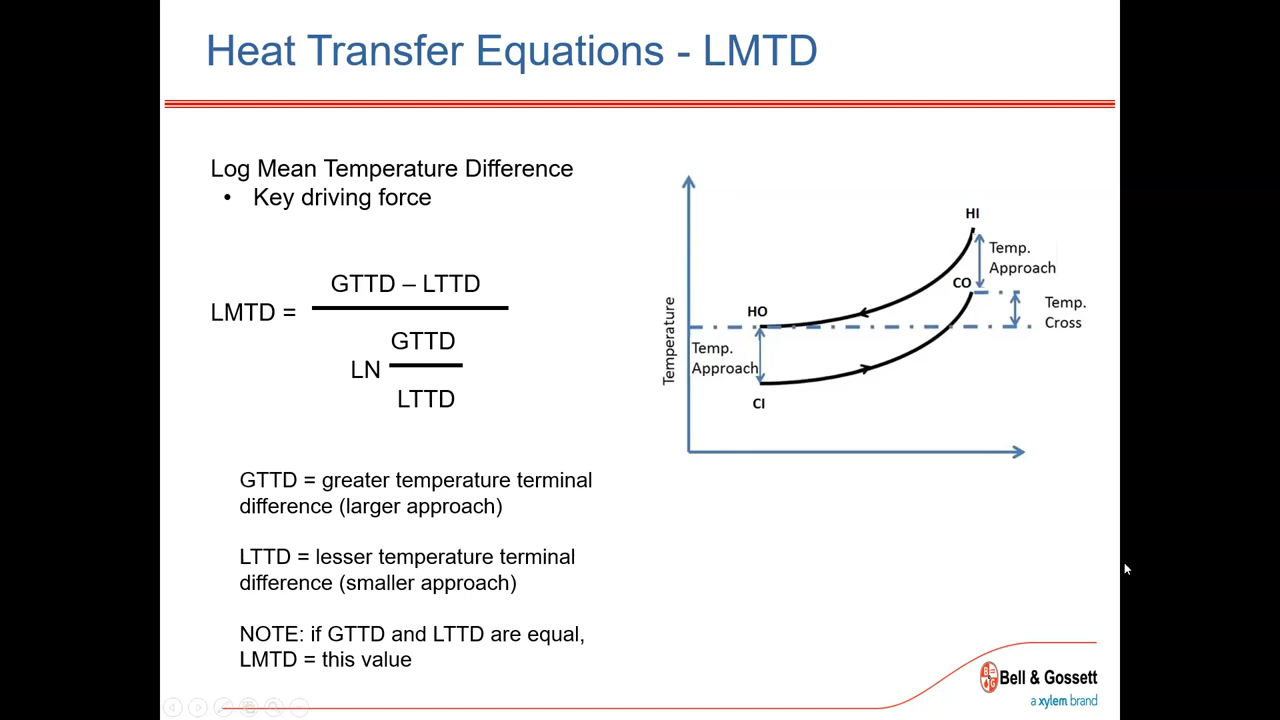 Heat Transfer Equations - LMTD
Log Mean Temperature Difference
• Key driving force
LMTD =
GTTD – LTTD
LN
GTTD
LTTD
GTTD = greater temperature terminal
difference (larger approach)
LTTD = lesser temperature terminal
difference (smaller approach)
NOTE: if GTTD and LTTD are equal,
LMTD = this value
Temperature
HI
Temp.
Approach
CO
Temp.
Cross
HO
Temp.
Approach
CI
Bell & Gossett
a xylem brand